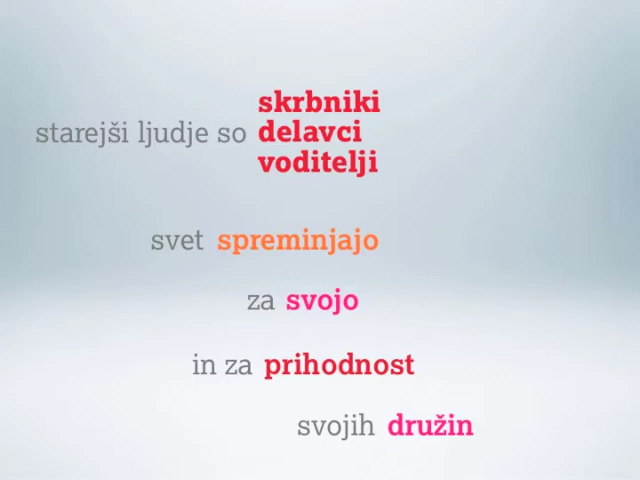 skrbniki
starejši ljudje so delavci
voditelji
svet spreminjajo
za svojo
in za prihodnost
svojih družin